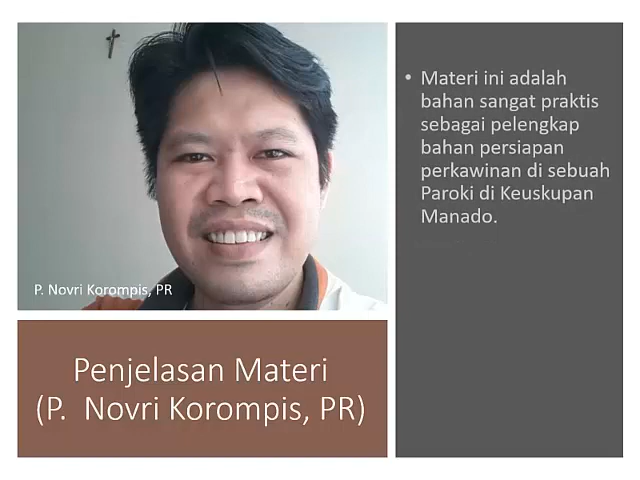 P. Novri Korompis, PR
Penjelasan Materi
(P. Novri Korompis, PR)
• Materi ini adalah
bahan sangat praktis
sebagai pelengkap
bahan persiapan
perkawinan di sebuah
Paroki di Keuskupan
Manado.